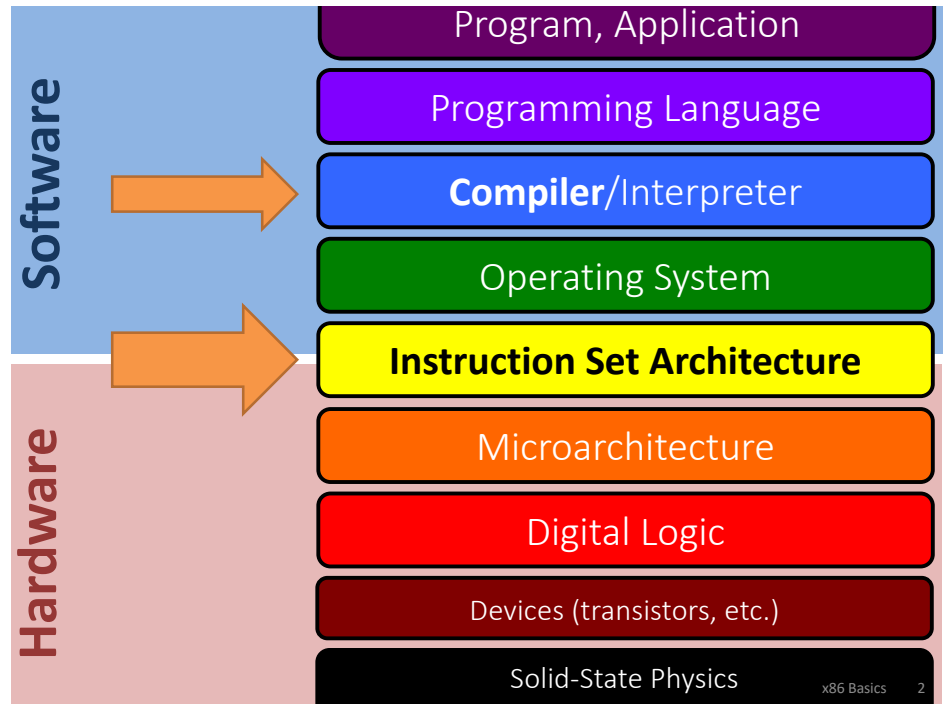 Software
Program, Application
Programming Language
Compiler/Interpreter
Operating System
Instruction Set Architecture
Hardware
Microarchitecture
Digital Logic
Devices (transistors, etc.)
Solid-State Physics
x86 Basics 2